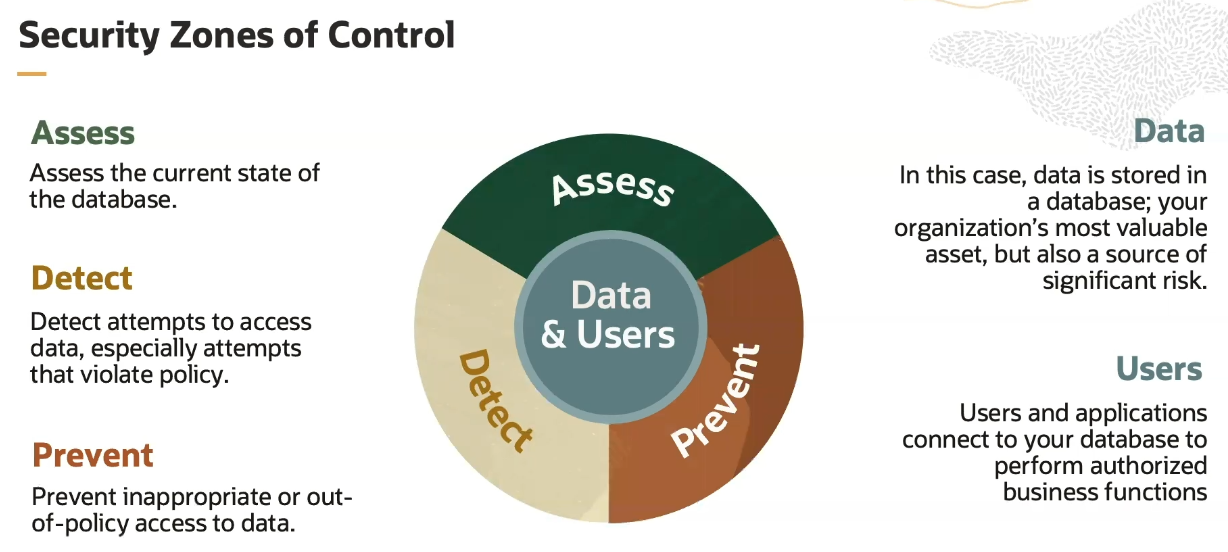 Security Zones of Control
Assess
Assess the current state of
the database.
Detect
Detect attempts to access
data, especially attempts
that violate policy.
Prevent
Prevent inappropriate or out-
of-policy access to data.
Assess
Data
& Users
Detect
Prevent
Data
In this case, data is stored in
a database; your
organization’s most valuable
asset, but also a source of
significant risk.
Users
Users and applications
connect to your database to
perform authorized
business functions